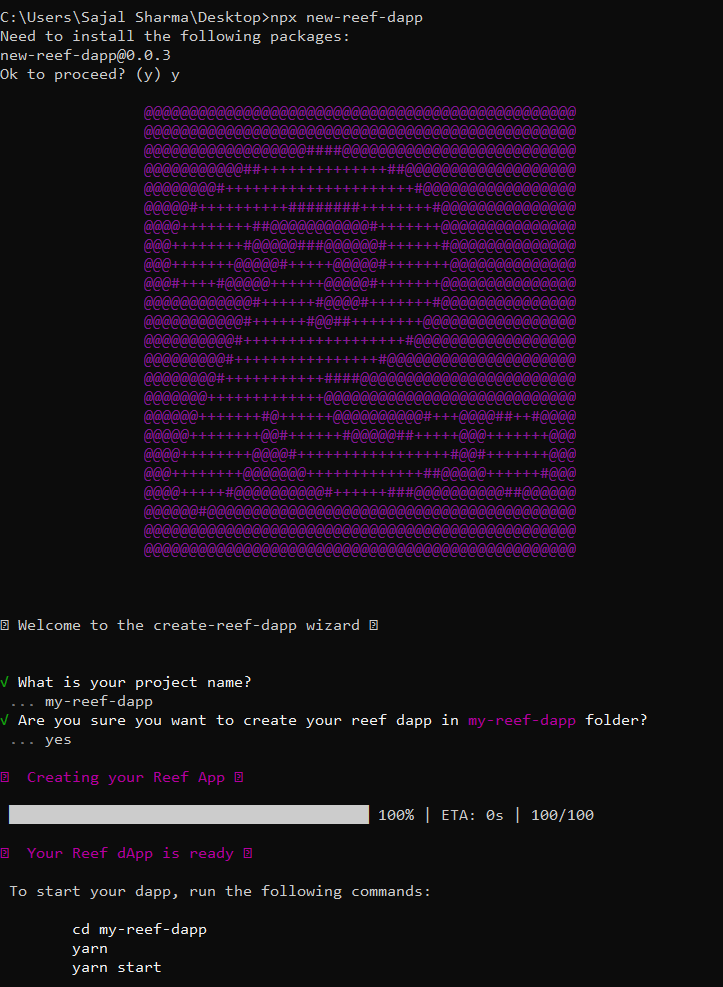 C:\Users\Sajal Sharma\Desktop>npx new-reef-dapp
Need to install the following packages:
new-reef-dapp@0.0.3
Ok to proceed? (y) y
Welcome to the create-reef-dapp wizard
√ What is your project name?
... my-reef-dapp
√ Are you sure you want to create your reef dapp in my-reef-dapp folder?
... yes
Creating your Reef App
100% | ETA: 0s | 100/100
Your Reef dApp is ready
To start your dapp, run the following commands:
cd my-reef-dapp
yarn
yarn start